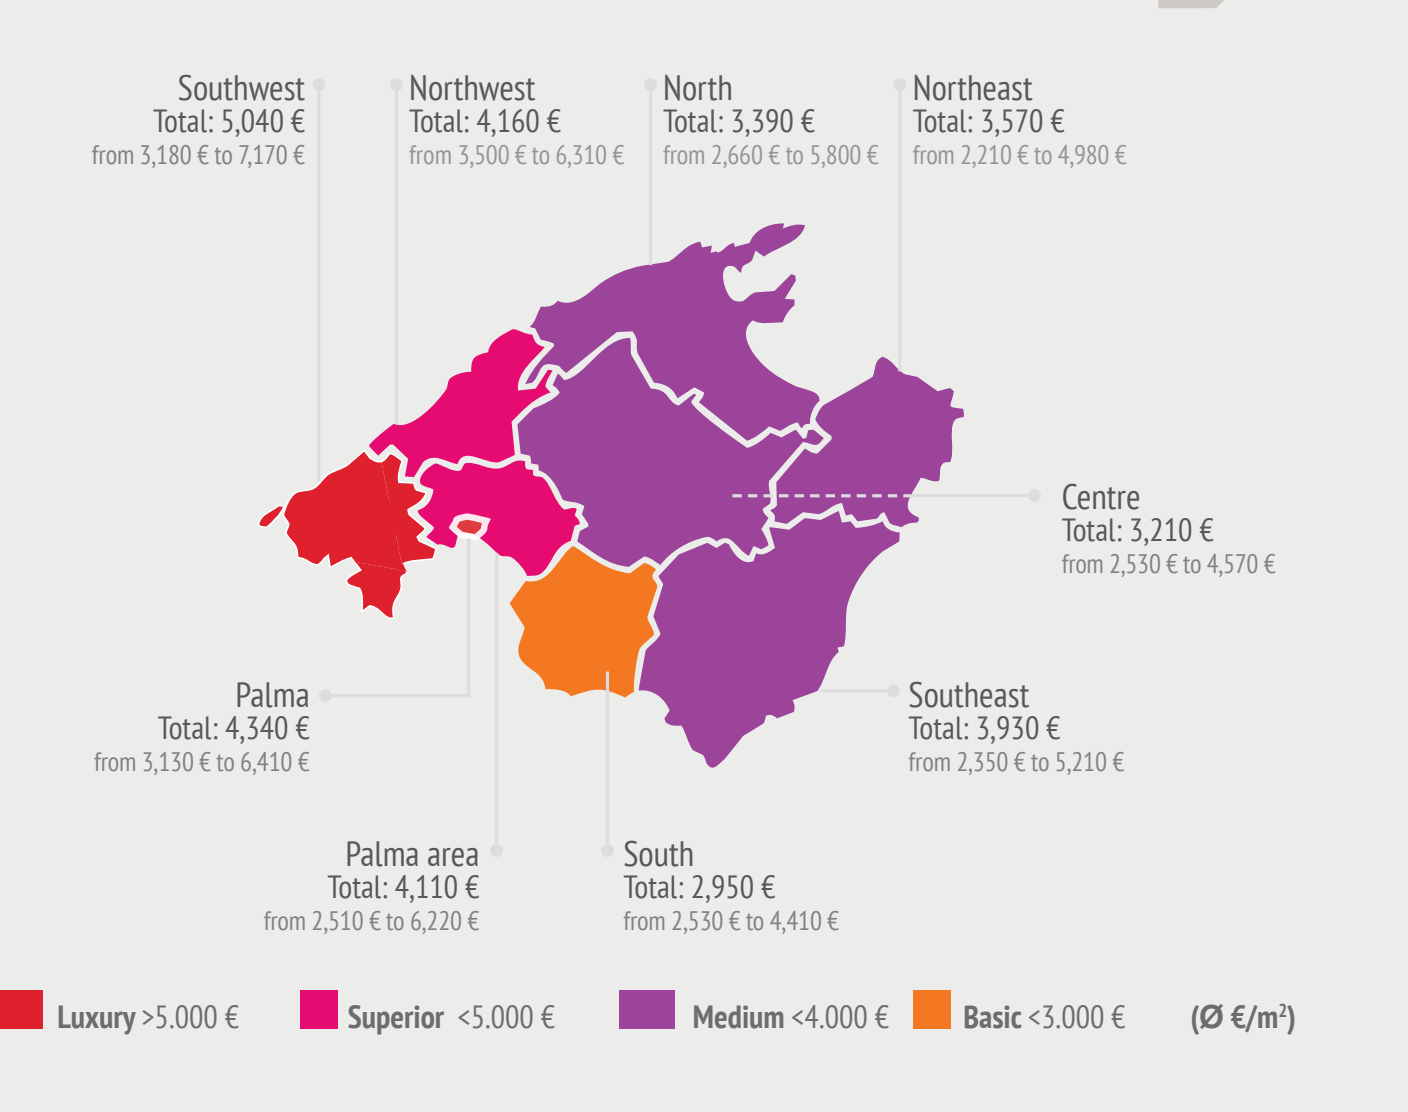 Southwest
Total: 5,040 €
from 3,180 € to 7,170 €
Northwest
Total: 4,160 €
from 3,500 € to 6,310 €
North
Total: 3,390 €
from 2,660 € to 5,800 €
Northeast
Total: 3,570 €
from 2,210 € to 4,980 €
Centre
Total: 3,210 €
from 2,530 € to 4,570 €
Palma
Total: 4,340 €
from 3,130 € to 6,410 €
Southeast
Total: 3,930 €
from 2,350 € to 5,210 €
Palma area
Total: 4,110 €
from 2,510 € to 6,220 €
South
Total: 2,950 €
from 2,530 € to 4,410 €
Luxury >5.000 €
Superior <5.000 €
Medium <4.000 €
Basic <3.000 €
(Ø €/m²)